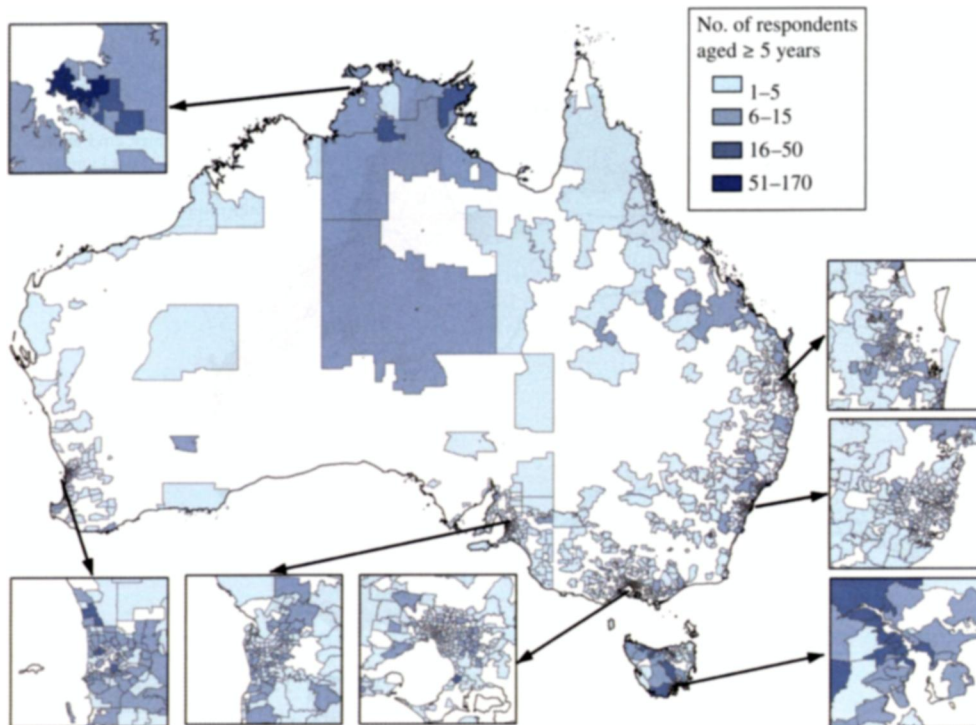 No. of respondents
aged ≥ 5 years
1–5
6–15
16–50
51–170